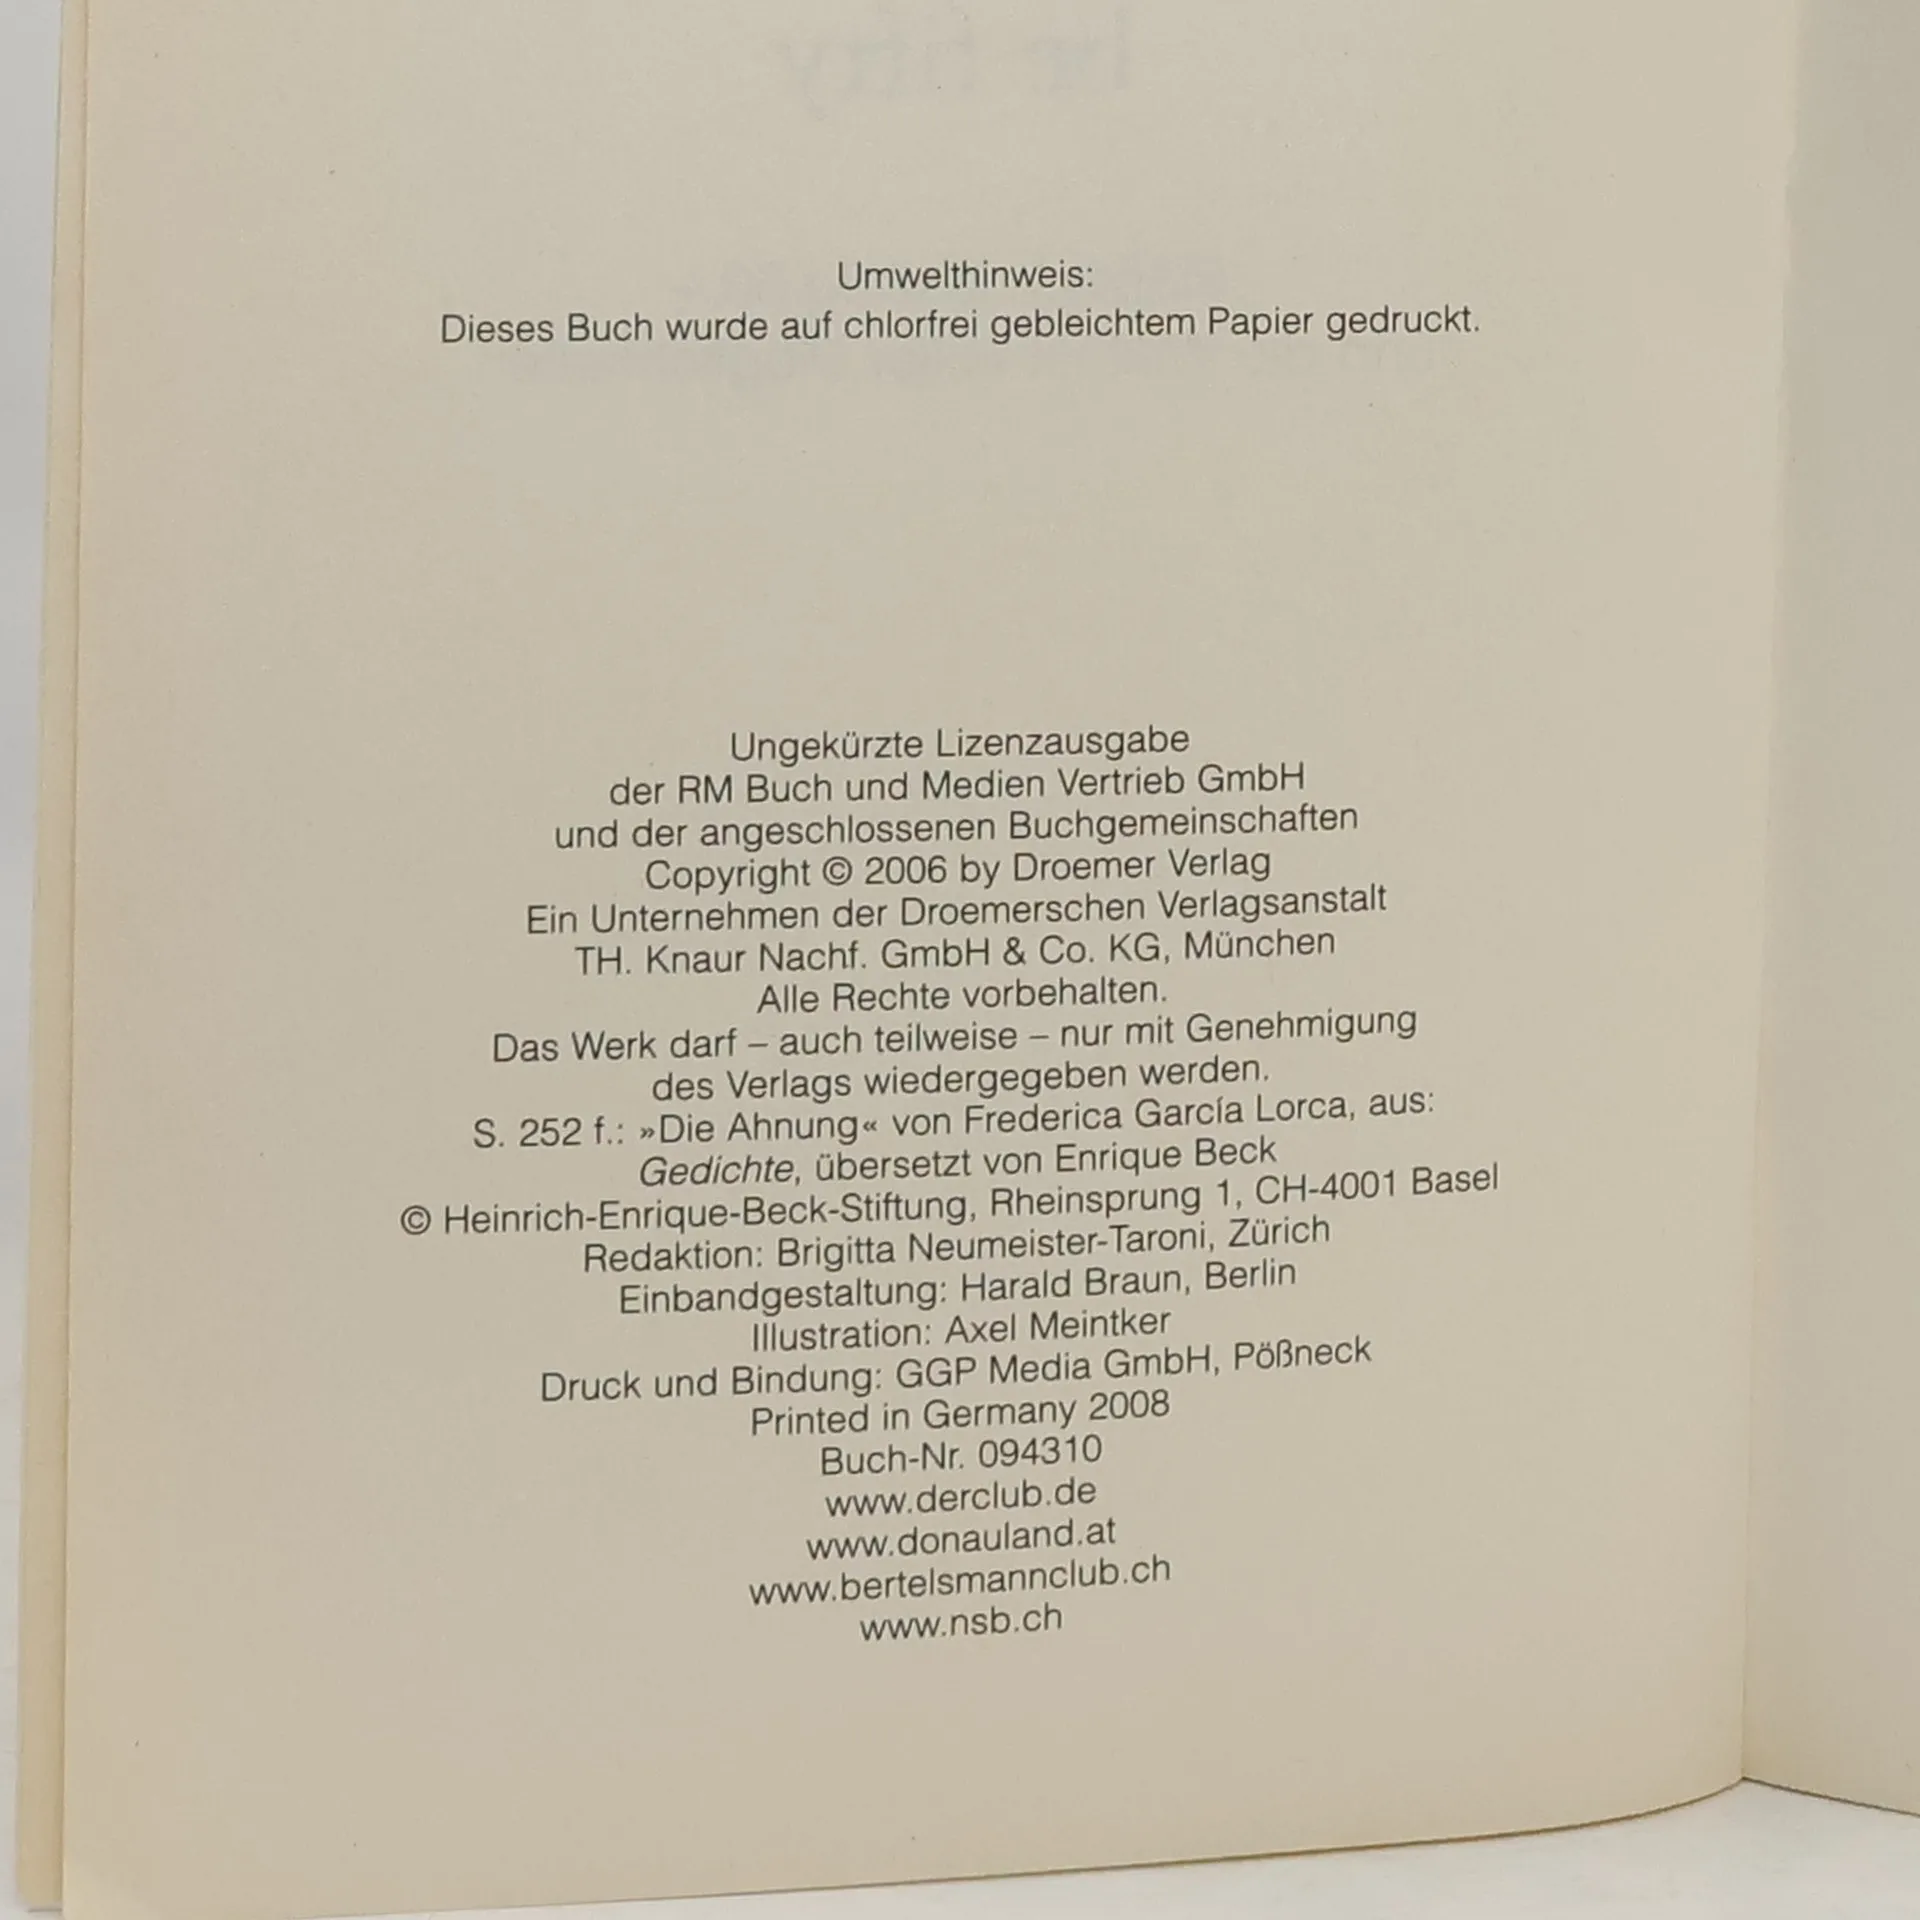 Umwelthinweis:
Dieses Buch wurde auf chlorfrei gebleichtem Papier gedruckt.
Ungekürzte Lizenzausgabe
der RM Buch und Medien Vertrieb GmbH
und der angeschlossenen Buchgemeinschaften
Copyright © 2006 by Droemer Verlag
Ein Unternehmen der Droemerschen Verlagsanstalt
TH. Knaur Nachf. GmbH & Co. KG, München
Alle Rechte vorbehalten.
Das Werk darf – auch teilweise – nur mit Genehmigung
des Verlags wiedergegeben werden.
S. 252 f.: »Die Ahnung« von Frederica García Lorca, aus:
Gedichte, übersetzt von Enrique Beck
© Heinrich-Enrique-Beck-Stiftung, Rheinsprung 1, CH-4001 Basel
Redaktion: Brigitta Neumeister-Taroni, Zürich
Einbandgestaltung: Harald Braun, Berlin
Illustration: Axel Meintker
Druck und Bindung: GGP Media GmbH, Pößneck
Printed in Germany 2008
Buch-Nr. 094310
www.derclub.de
www.donauland.at
www.bertelsmannclub.ch
www.nsb.ch